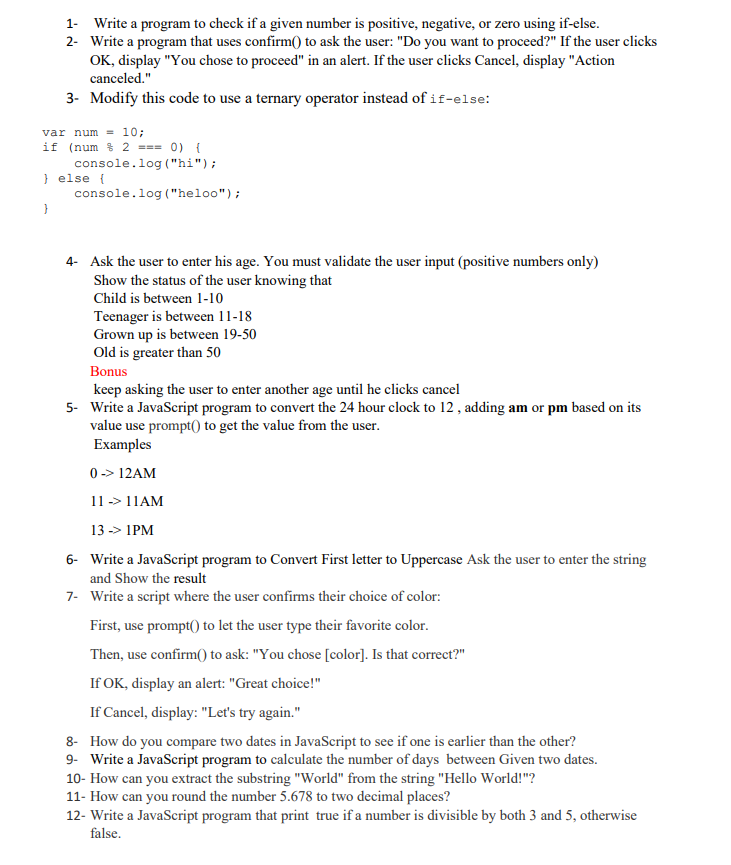 1- Write a program to check if a given number is positive, negative, or zero using if-else.
2- Write a program that uses confirm() to ask the user: "Do you want to proceed?" If the user clicks
OK, display "You chose to proceed" in an alert. If the user clicks Cancel, display "Action
canceled."
3- Modify this code to use a ternary operator instead of if-else:
var num = 10;
if (num % 2 === 0) {
    console.log("hi");
} else {
    console.log("heloo");
}
4- Ask the user to enter his age. You must validate the user input (positive numbers only)
Show the status of the user knowing that
Child is between 1-10
Teenager is between 11-18
Grown up is between 19-50
Old is greater than 50
Bonus
keep asking the user to enter another age until he clicks cancel
5- Write a JavaScript program to convert the 24 hour clock to 12 , adding am or pm based on its
value use prompt() to get the value from the user.
Examples
0 -> 12AM
11 -> 11AM
13 -> 1PM
6- Write a JavaScript program to Convert First letter to Uppercase Ask the user to enter the string
and Show the result
7- Write a script where the user confirms their choice of color:
First, use prompt() to let the user type their favorite color.
Then, use confirm() to ask: "You chose [color]. Is that correct?"
If OK, display an alert: "Great choice!"
If Cancel, display: "Let's try again."
8- How do you compare two dates in JavaScript to see if one is earlier than the other?
9- Write a JavaScript program to calculate the number of days between Given two dates.
10- How can you extract the substring "World" from the string "Hello World!"?
11- How can you round the number 5.678 to two decimal places?
12- Write a JavaScript program that print true if a number is divisible by both 3 and 5, otherwise
false.